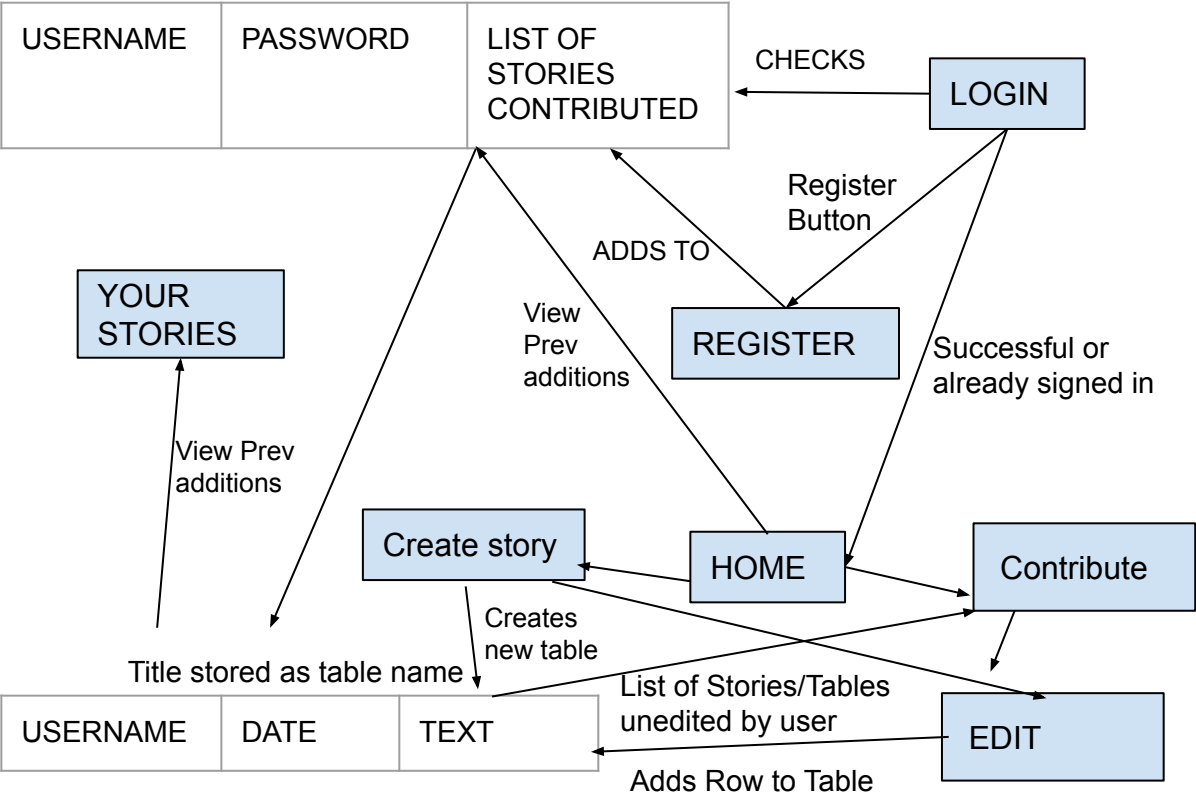 USERNAME
PASSWORD
LIST OF
STORIES
CONTRIBUTED
CHECKS
LOGIN
Register
Button
ADDS TO
YOUR
STORIES
View
Prev
additions
REGISTER
Successful or
already signed in
View Prev
additions
Create story
HOME
Contribute
Creates
new table
Title stored as table name
List of Stories/Tables
unedited by user
USERNAME
DATE
TEXT
EDIT
Adds Row to Table